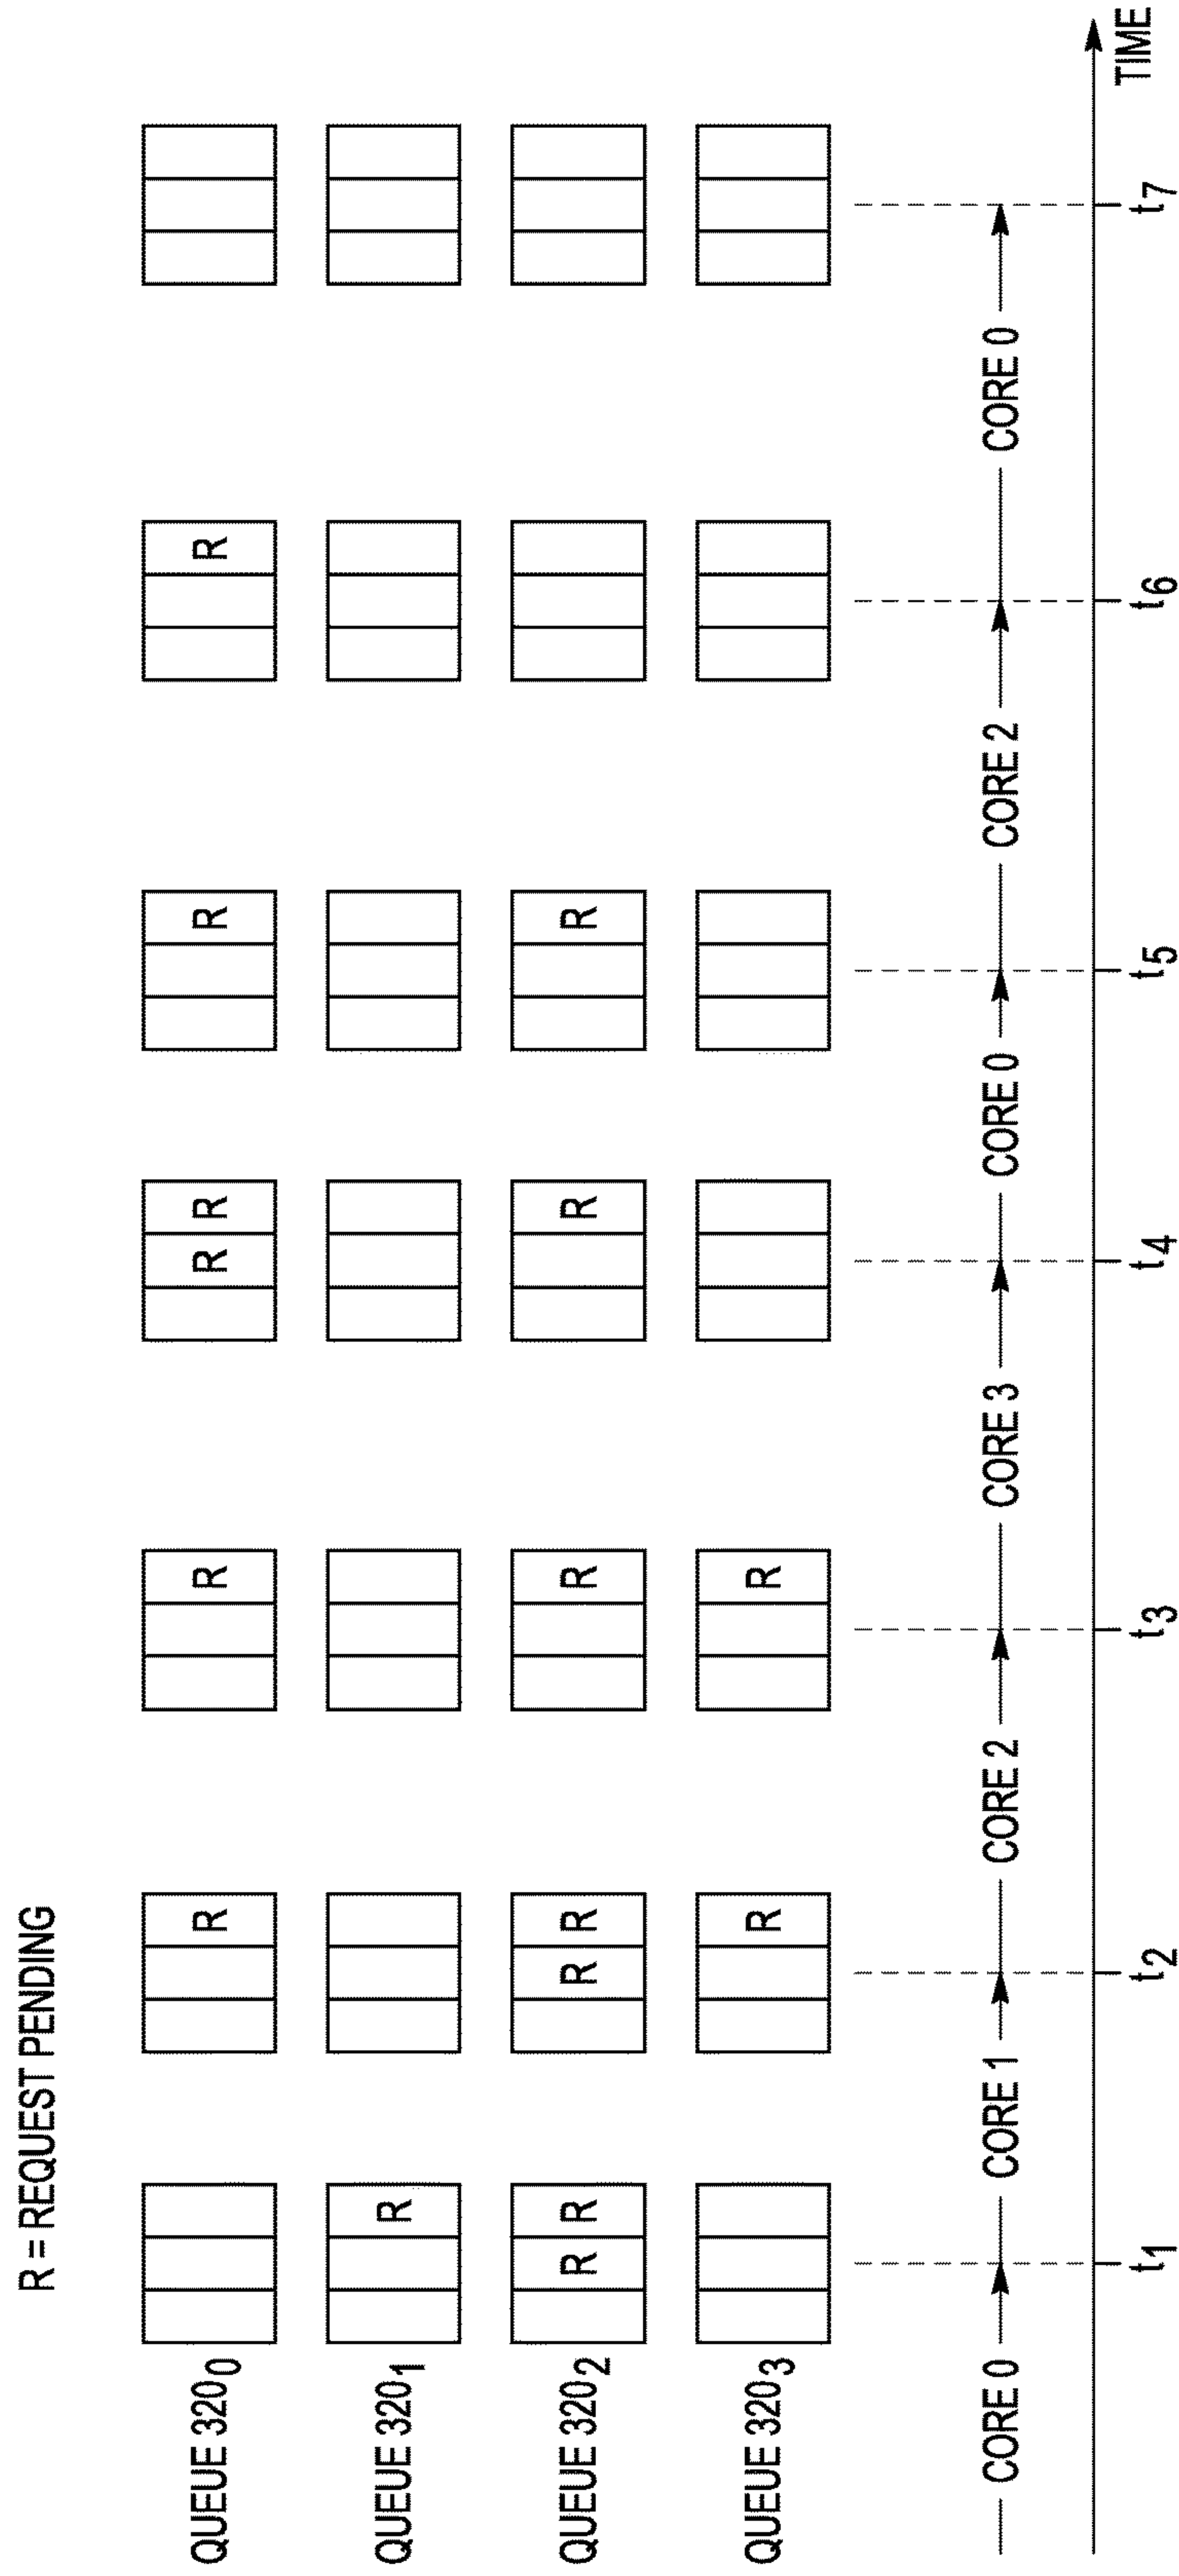 R = REQUEST PENDING
QUEUE 320₀ R R R R R
QUEUE 320₁ R
QUEUE 320₂ R R R R R R R
QUEUE 320₃ R R
CORE 0 CORE 1 CORE 2 CORE 3 CORE 0 CORE 2 CORE 0
t₁ t₂ t₃ t₄ t₅ t₆ t₇
TIME